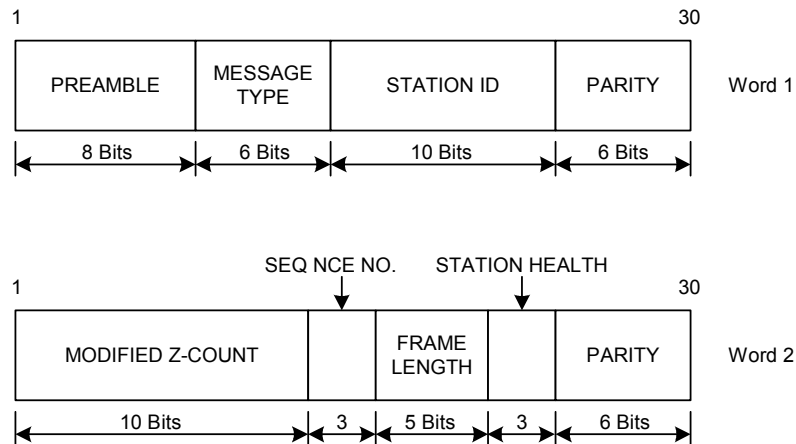 1 30
PREAMBLE
MESSAGE
TYPE
STATION ID
PARITY
Word 1
8 Bits 6 Bits 10 Bits 6 Bits
SEQ NCE NO. STATION HEALTH
1 30
MODIFIED Z-COUNT
FRAME
LENGTH
PARITY
Word 2
10 Bits 3 5 Bits 3 6 Bits